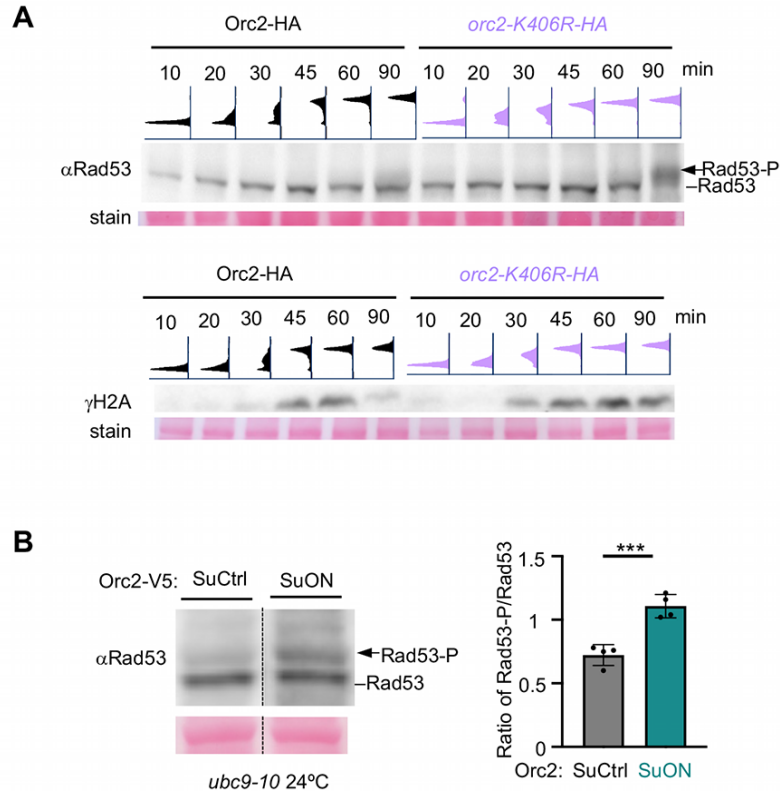 A
Orc2-HA orc2-K406R-HA
10 20 30 45 60 90 10 20 30 45 60 90 min
αRad53
Rad53-P
–Rad53
stain
Orc2-HA orc2-K406R-HA
10 20 30 45 60 90 10 20 30 45 60 90 min
γH2A
stain
B
Orc2-V5: SuCtrl SuON
αRad53
Rad53-P
–Rad53
ubc9-10 24ºC
Ratio of Rad53-P/Rad53
1.5
1
0.5
0
***
Orc2: SuCtrl SuON